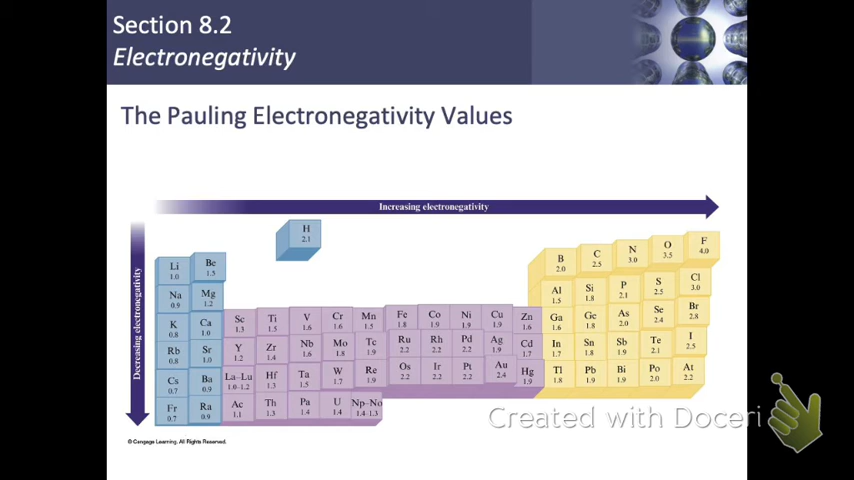 Section 8.2
Electronegativity
The Pauling Electronegativity Values
Increasing electronegativity
Decreasing electronegativity
H
2.1
Li Be B C N O F
1.0 1.5 2.0 2.5 3.0 3.5 4.0
Na Mg Al Si P S Cl
0.9 1.2 1.5 1.8 2.1 2.5 3.0
K Ca Sc Ti V Cr Mn Fe Co Ni Cu Zn Ga Ge As Se Br
0.8 1.0 1.3 1.5 1.6 1.6 1.5 1.8 1.9 1.9 1.9 1.6 1.6 1.8 2.0 2.4 2.8
Rb Sr Y Zr Nb Mo Tc Ru Rh Pd Ag Cd In Sn Sb Te I
0.8 1.0 1.2 1.4 1.6 1.8 1.9 2.2 2.2 2.2 1.9 1.7 1.7 1.8 1.9 2.1 2.5
Cs Ba La–Lu Hf Ta W Re Os Ir Pt Au Hg Tl Pb Bi Po At
0.7 0.9 1.0–1.2 1.3 1.5 1.7 1.9 2.2 2.2 2.2 2.4 1.9 1.8 1.9 1.9 2.0 2.2
Fr Ra Ac Th Pa U Np–No
0.7 0.9 1.1 1.3 1.4 1.4 1.4–1.3
© Cengage Learning. All Rights Reserved.
Created with Doceri